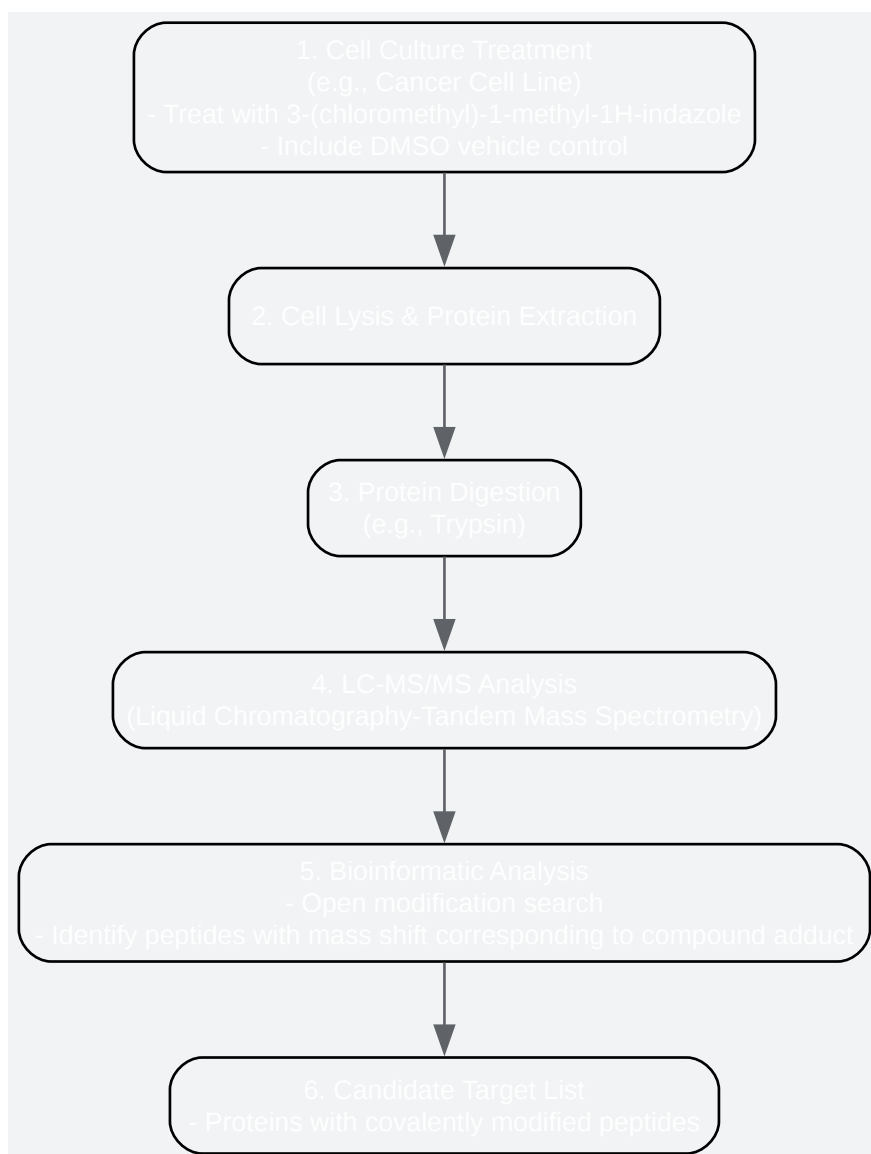 1. Cell Culture Treatment
(e.g., Cancer Cell Line)
- Treat with 3-(chloromethyl)-1-methyl-1H-indazole
- Include DMSO vehicle control
2. Cell Lysis & Protein Extraction
3. Protein Digestion
(e.g., Trypsin)
4. LC-MS/MS Analysis
(Liquid Chromatography-Tandem Mass Spectrometry)
5. Bioinformatic Analysis
- Open modification search
- Identify peptides with mass shift corresponding to compound adduct
6. Candidate Target List
- Proteins with covalently modified peptides